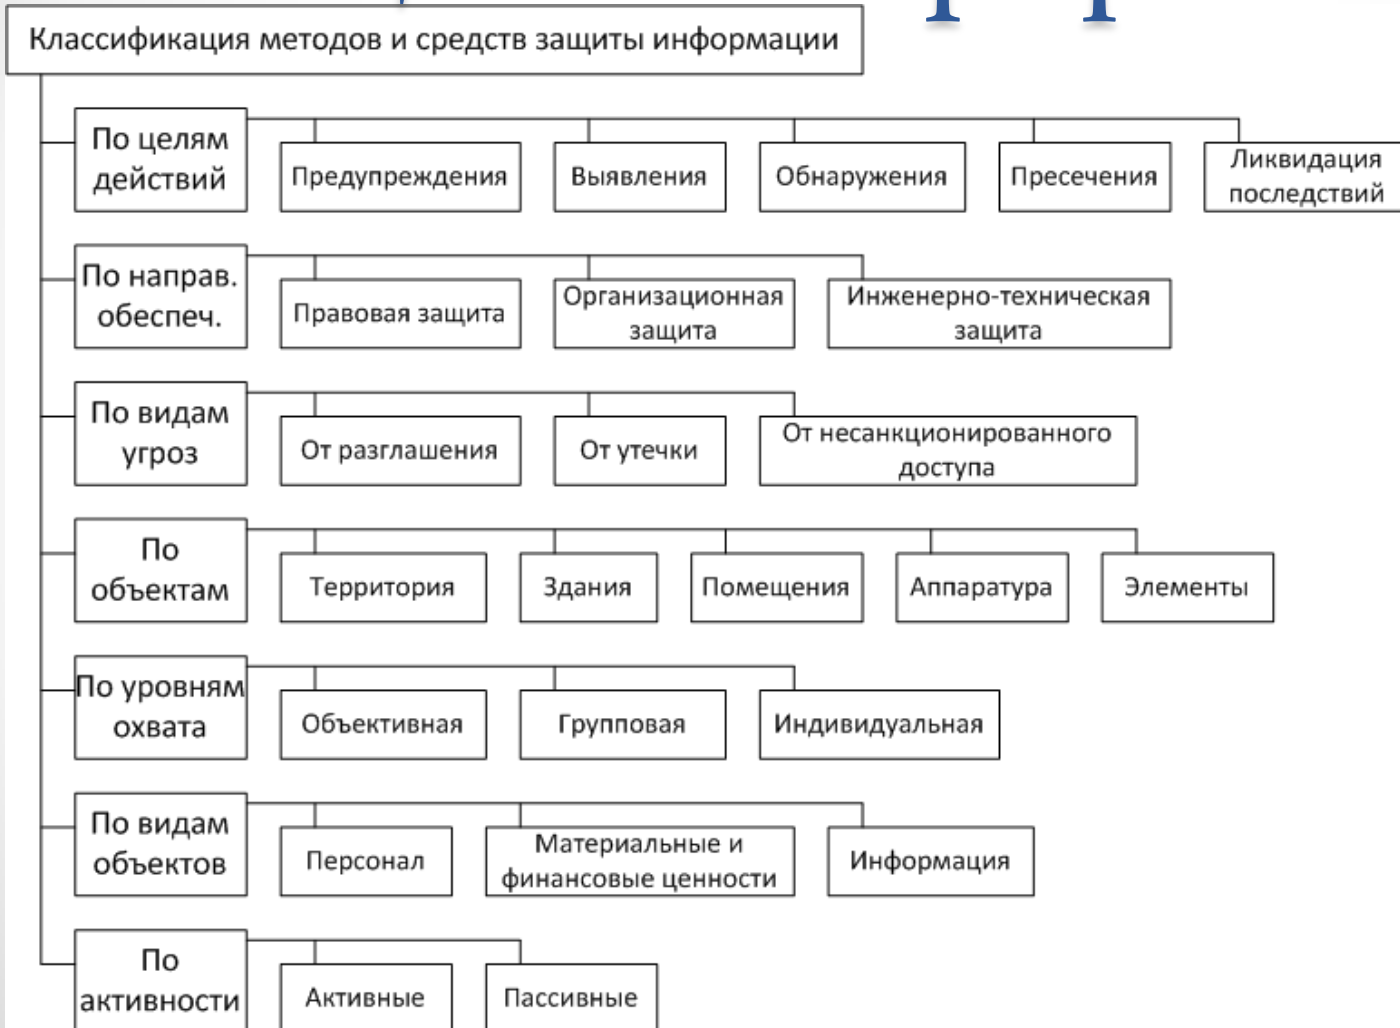 Классификация методов и средств защиты информации
По целям
действий
Предупреждения
Выявления
Обнаружения
Пресечения
Ликвидация
последствий
По направ.
обеспеч.
Правовая защита
Организационная
защита
Инженерно-техническая
защита
По видам
угроз
От разглашения
От утечки
От несанкционированного
доступа
По
объектам
Территория
Здания
Помещения
Аппаратура
Элементы
По уровням
охвата
Объективная
Групповая
Индивидуальная
По видам
объектов
Персонал
Материальные и
финансовые ценности
Информация
По
активности
Активные
Пассивные